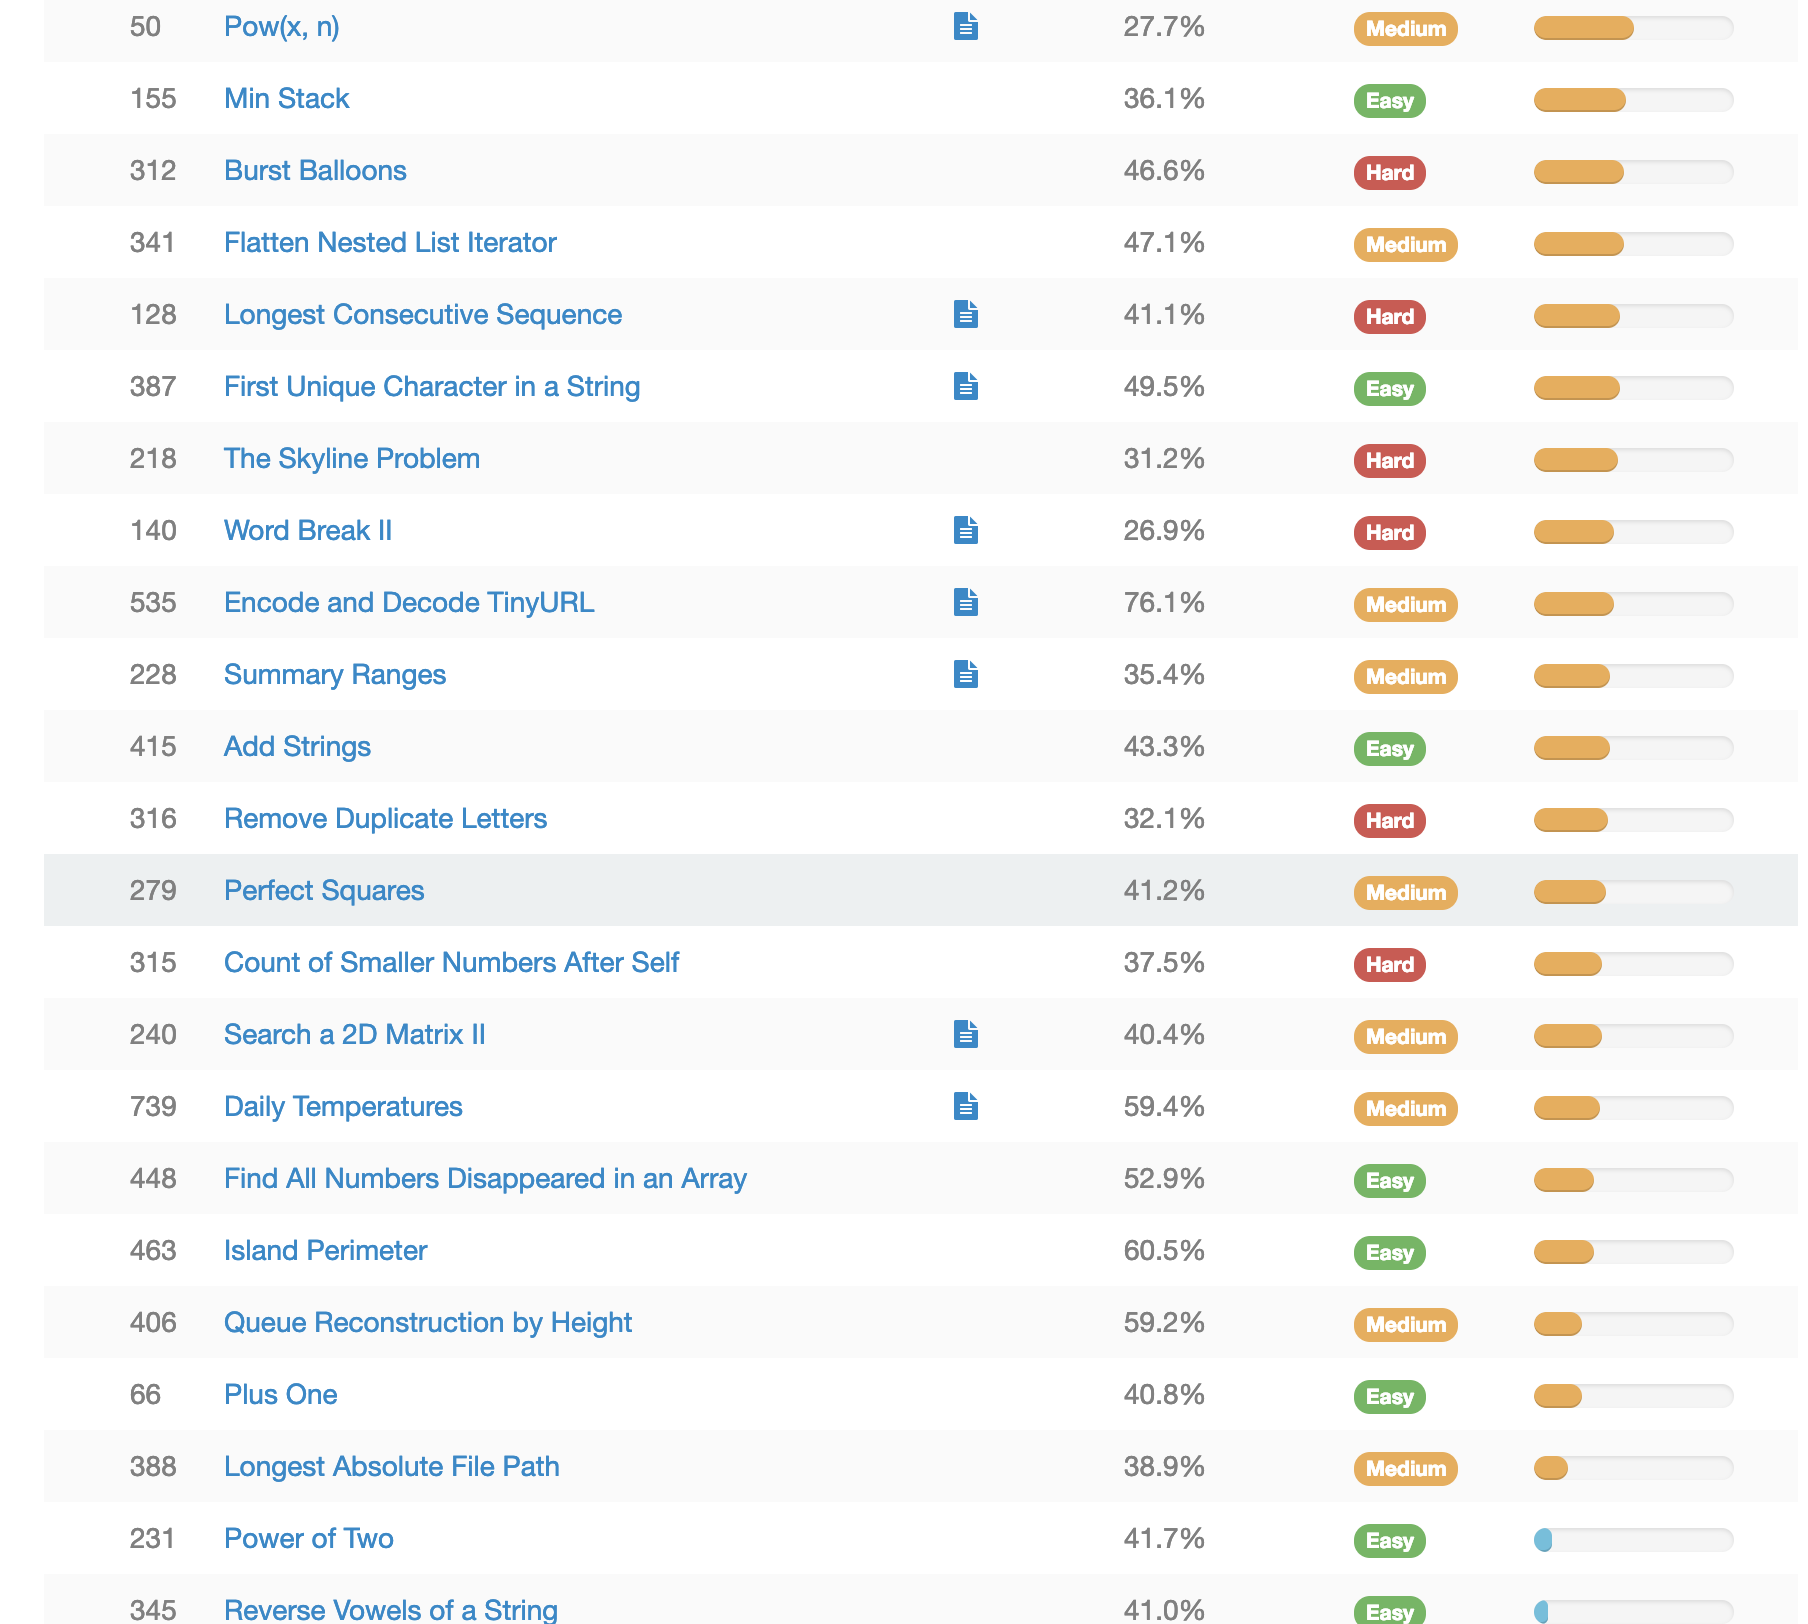 50 Pow(x, n) 27.7% Medium
155 Min Stack 36.1% Easy
312 Burst Balloons 46.6% Hard
341 Flatten Nested List Iterator 47.1% Medium
128 Longest Consecutive Sequence 41.1% Hard
387 First Unique Character in a String 49.5% Easy
218 The Skyline Problem 31.2% Hard
140 Word Break II 26.9% Hard
535 Encode and Decode TinyURL 76.1% Medium
228 Summary Ranges 35.4% Medium
415 Add Strings 43.3% Easy
316 Remove Duplicate Letters 32.1% Hard
279 Perfect Squares 41.2% Medium
315 Count of Smaller Numbers After Self 37.5% Hard
240 Search a 2D Matrix II 40.4% Medium
739 Daily Temperatures 59.4% Medium
448 Find All Numbers Disappeared in an Array 52.9% Easy
463 Island Perimeter 60.5% Easy
406 Queue Reconstruction by Height 59.2% Medium
66 Plus One 40.8% Easy
388 Longest Absolute File Path 38.9% Medium
231 Power of Two 41.7% Easy
345 Reverse Vowels of a String 41.0% Easy